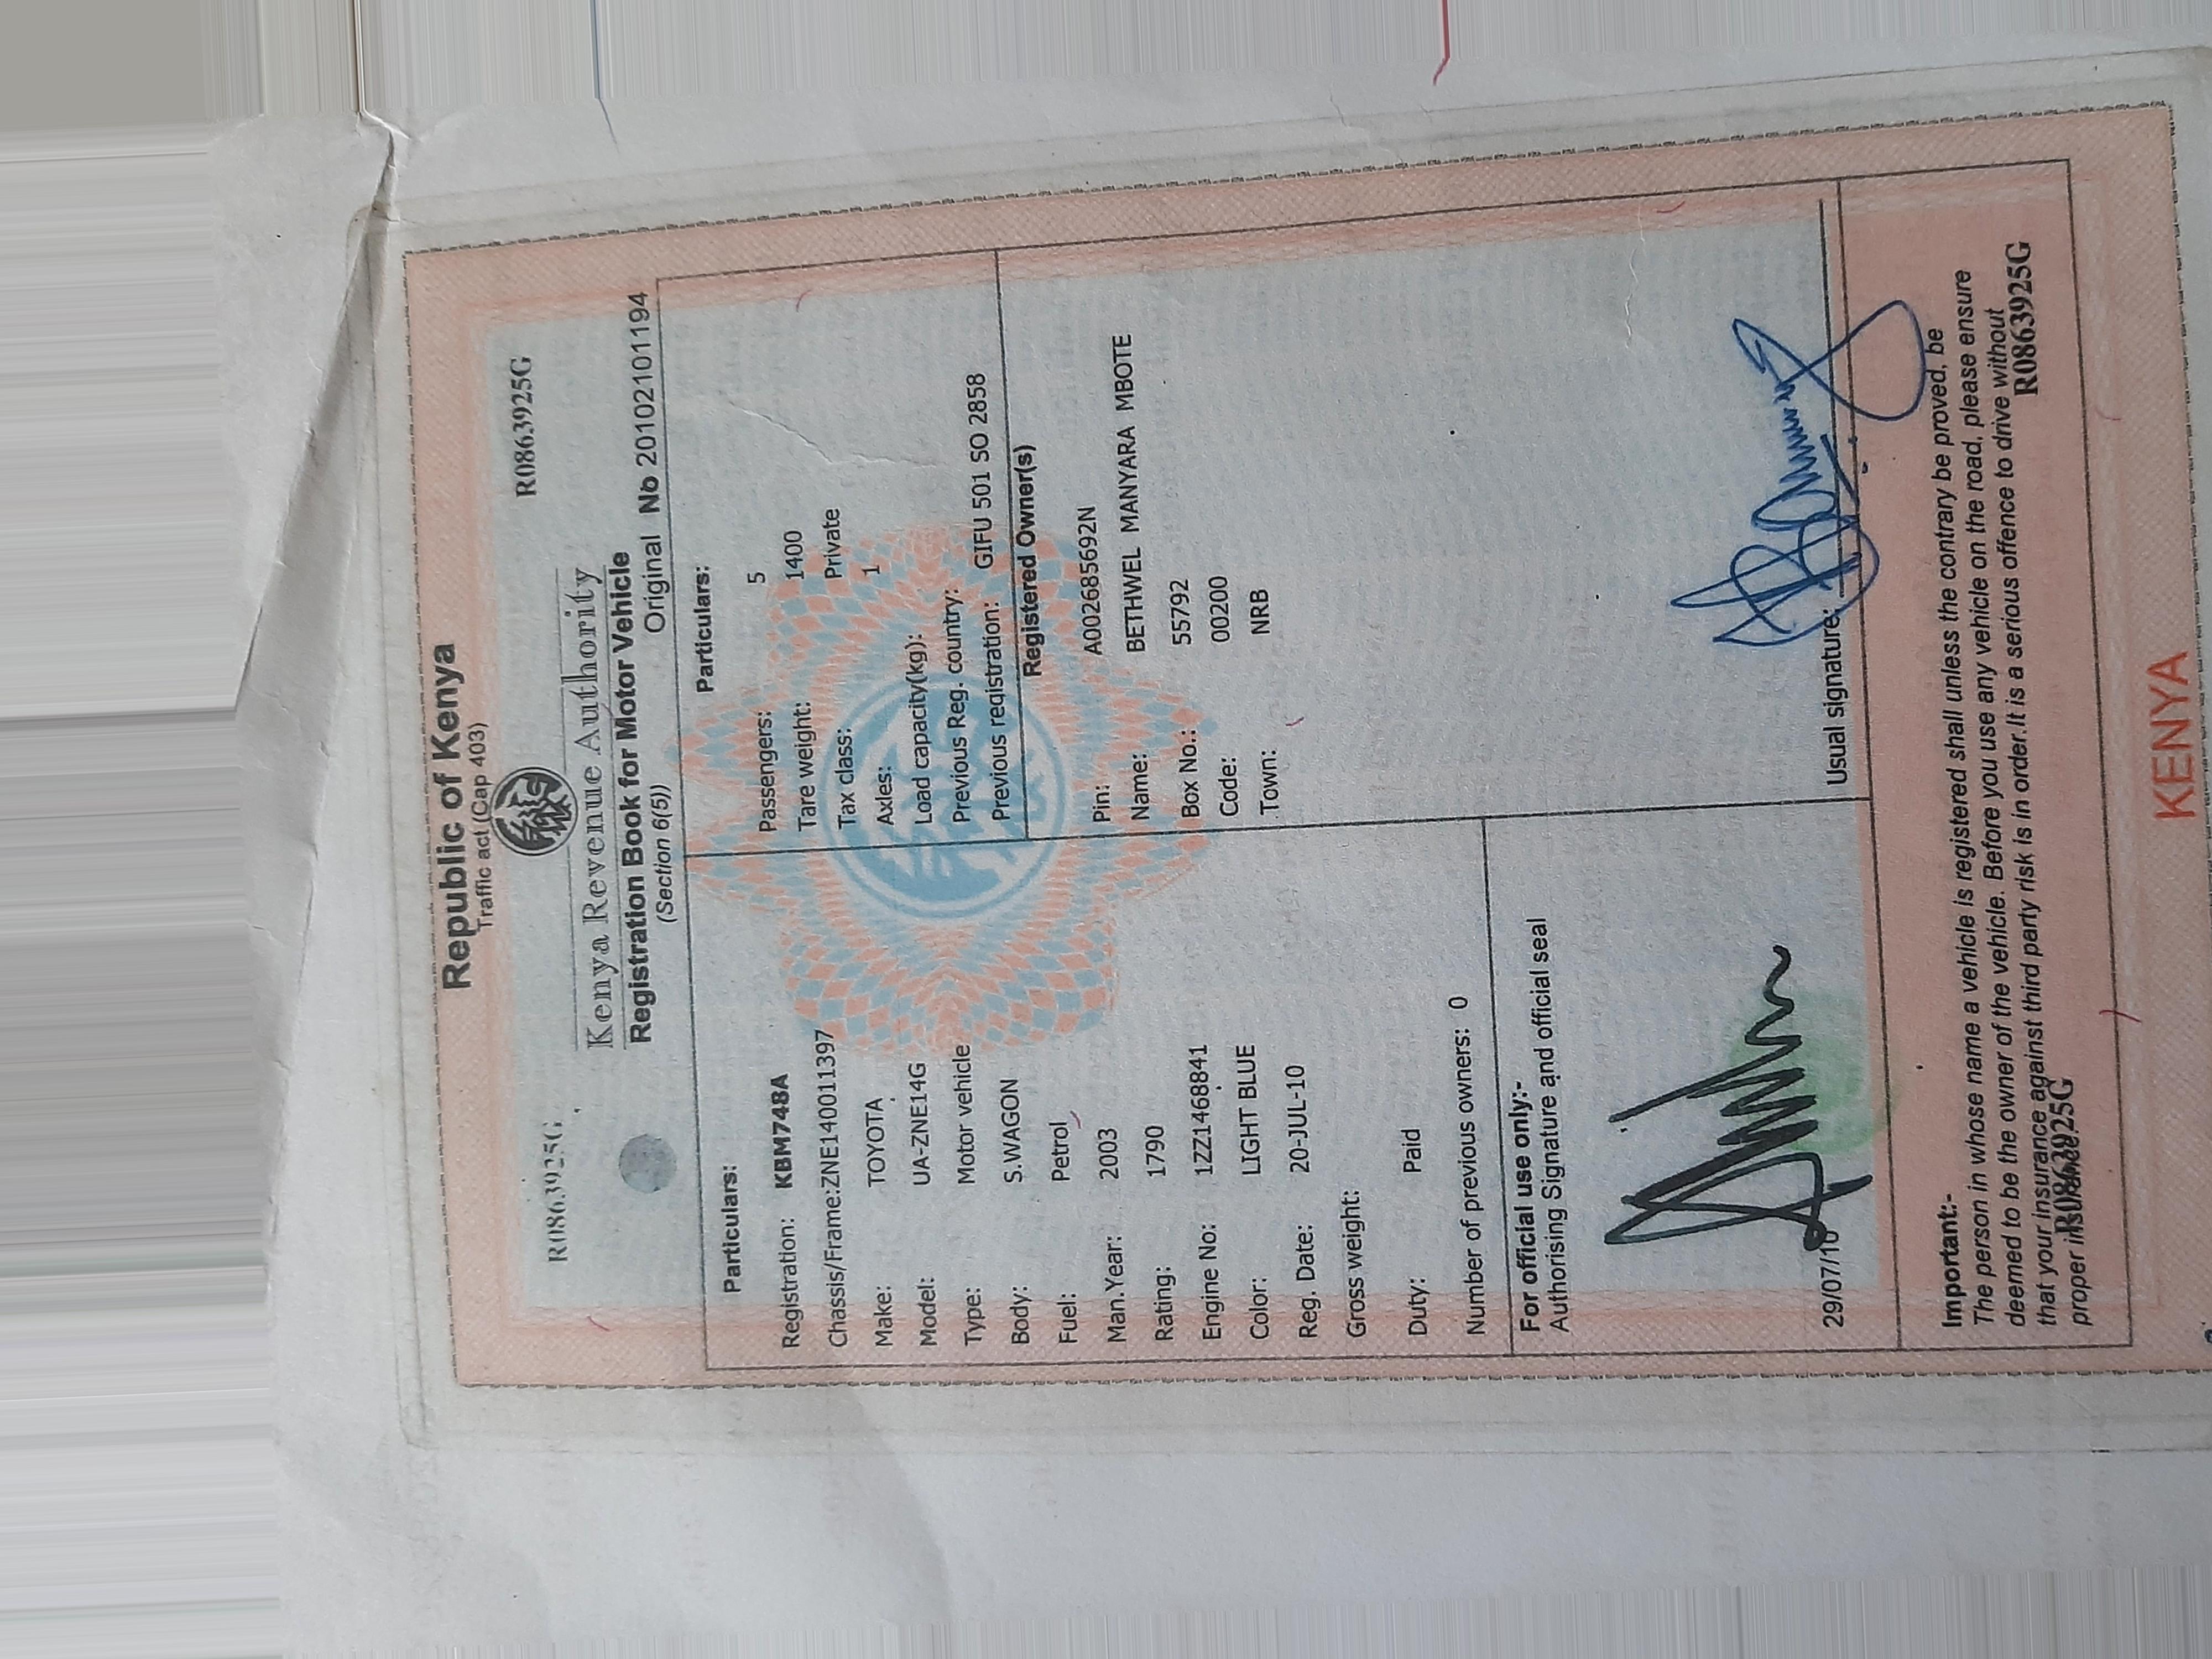 Republic of Kenya
Traffic act (Cap 403)
R0863925G
R0863925G
Kenya Revenue Authority
Registration Book for Motor Vehicle
(Section 6(5))
Original No 20102101194
Particulars:
Registration: KBM748A
Chassis/Frame:ZNE140011397
Make: TOYOTA
Model: UA-ZNE14G
Type: Motor vehicle
Body: S.WAGON
Fuel: Petrol
Man.Year: 2003
Rating: 1790
Engine No: 1ZZ1468841
Color: LIGHT BLUE
Reg. Date: 20-JUL-10
Gross weight:
Duty: Paid
Number of previous owners: 0
Particulars:
Passengers: 5
Tare weight: 1400
Tax class: Private
Axles: 1
Load capacity(kg):
Previous Reg. country:
Previous registration: GIFU 501 SO 2858
Registered Owner(s)
Pin: A002685692N
Name: BETHWEL MANYARA MBOTE
Box No.: 55792
Code: 00200
Town: NRB
For official use only:-
Authorising Signature and official seal
29/07/10
Usual signature:
Important:-
The person in whose name a vehicle is registered shall unless the contrary be proved, be
deemed to be the owner of the vehicle. Before you use any vehicle on the road, please ensure
that your insurance against third party risk is in order.It is a serious offence to drive without
proper insurance.
R0863925G
R0863925G
KENYA